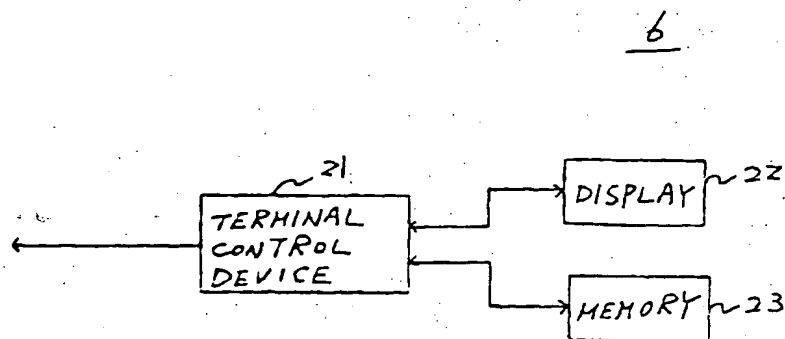 6
21
TERMINAL
CONTROL
DEVICE
DISPLAY
22
MEMORY
23